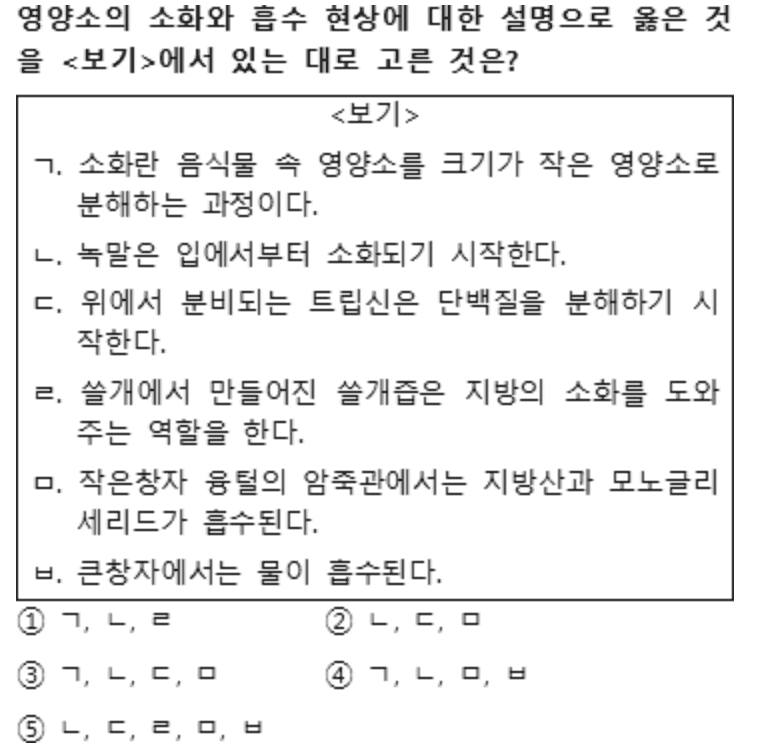 영양소의 소화와 흡수 현상에 대한 설명으로 옳은 것
을 <보기>에서 있는 대로 고른 것은?
<보기>
ㄱ. 소화란 음식물 속 영양소를 크기가 작은 영양소로
분해하는 과정이다.
ㄴ. 녹말은 입에서부터 소화되기 시작한다.
ㄷ. 위에서 분비되는 트립신은 단백질을 분해하기 시
작한다.
ㄹ. 쓸개에서 만들어진 쓸개즙은 지방의 소화를 도와
주는 역할을 한다.
ㅁ. 작은창자 융털의 암죽관에서는 지방산과 모노글리
세리드가 흡수된다.
ㅂ. 큰창자에서는 물이 흡수된다.
① ㄱ, ㄴ, ㄹ ② ㄴ, ㄷ, ㅁ
③ ㄱ, ㄴ, ㄷ, ㅁ ④ ㄱ, ㄴ, ㅁ, ㅂ
⑤ ㄴ, ㄷ, ㄹ, ㅁ, ㅂ